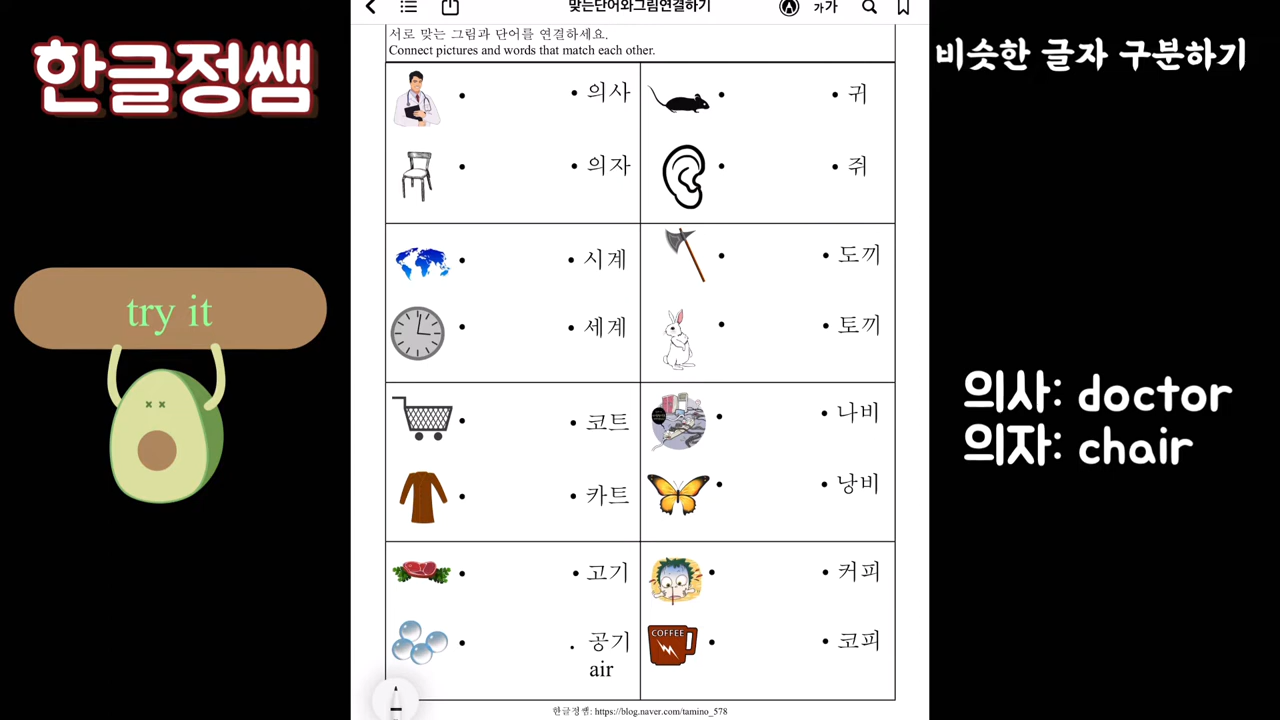 맞는단어와그림연결하기
가가
한글정쌤
비슷한 글자 구분하기
서로 맞는 그림과 단어를 연결하세요.
Connect pictures and words that match each other.
의사
의자
귀
쥐
try it
시계
세계
도끼
토끼
의사: doctor
의자: chair
코트
카트
나비
낭비
고기
공기
air
COFFEE
커피
코피
한글정쌤: https://blog.naver.com/tamino_578